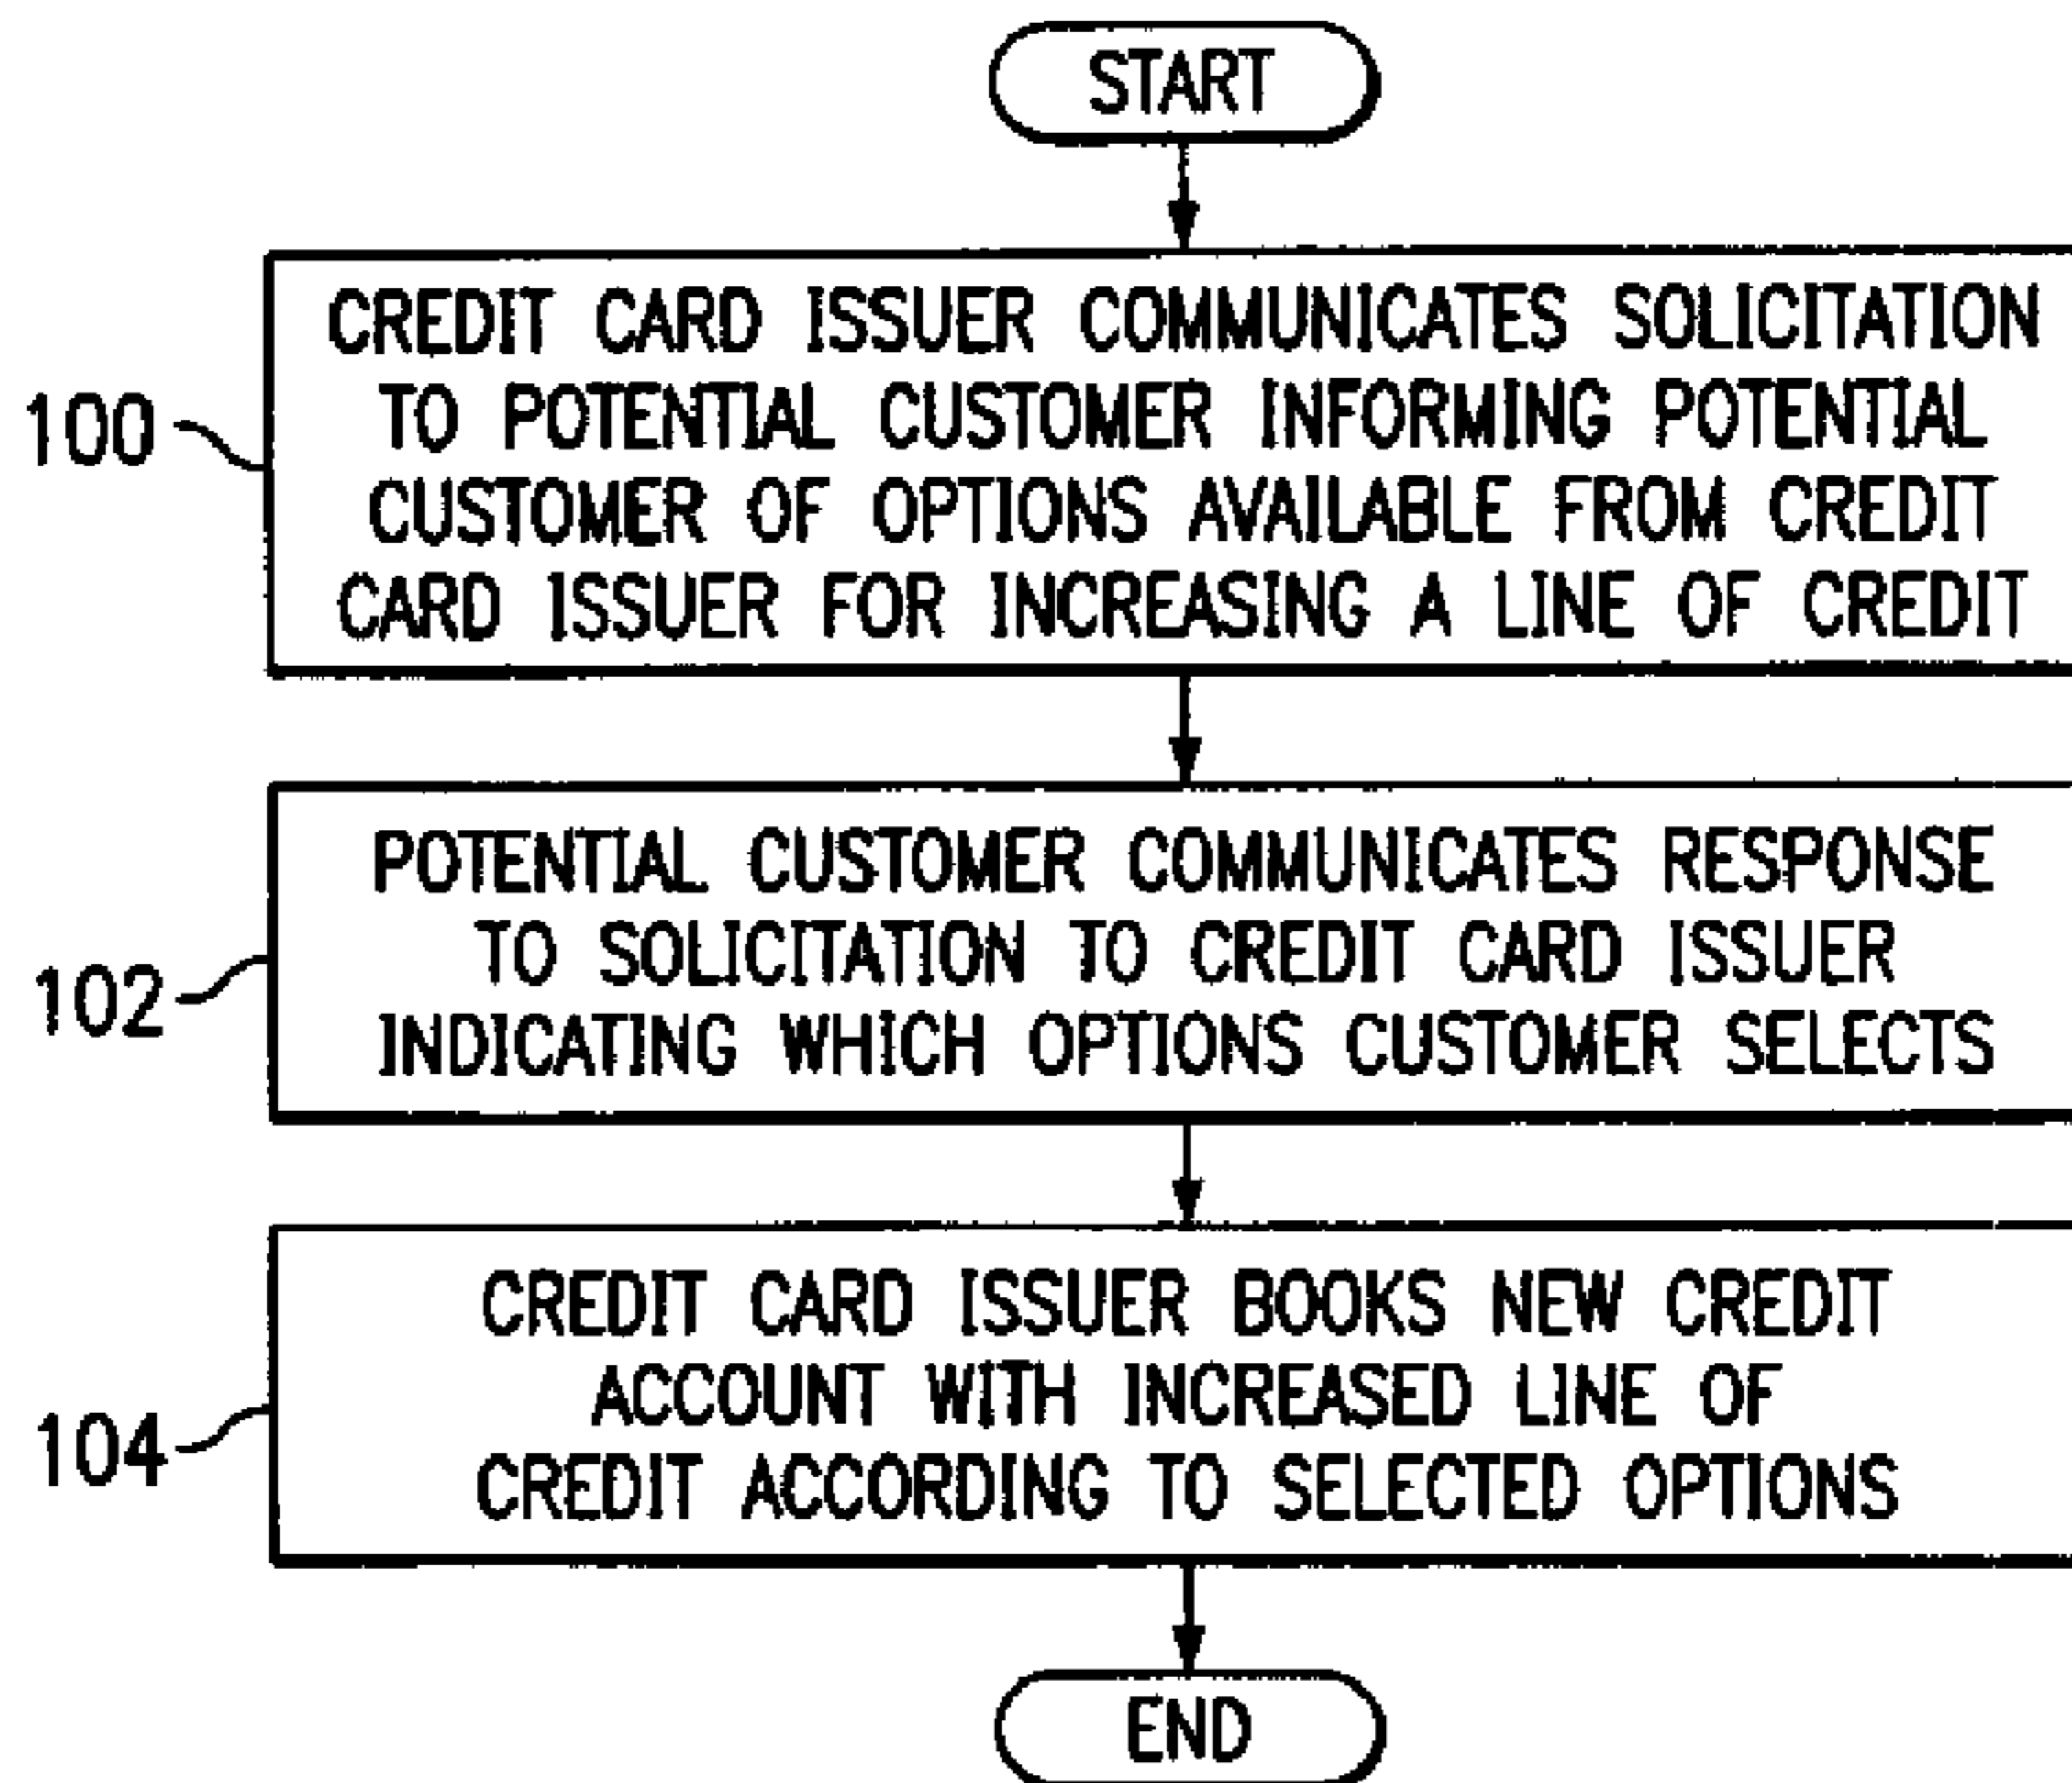 START
CREDIT CARD ISSUER COMMUNICATES SOLICITATION
TO POTENTIAL CUSTOMER INFORMING POTENTIAL
CUSTOMER OF OPTIONS AVAILABLE FROM CREDIT
CARD ISSUER FOR INCREASING A LINE OF CREDIT
100
POTENTIAL CUSTOMER COMMUNICATES RESPONSE
TO SOLICITATION TO CREDIT CARD ISSUER
INDICATING WHICH OPTIONS CUSTOMER SELECTS
102
CREDIT CARD ISSUER BOOKS NEW CREDIT
ACCOUNT WITH INCREASED LINE OF
CREDIT ACCORDING TO SELECTED OPTIONS
104
END